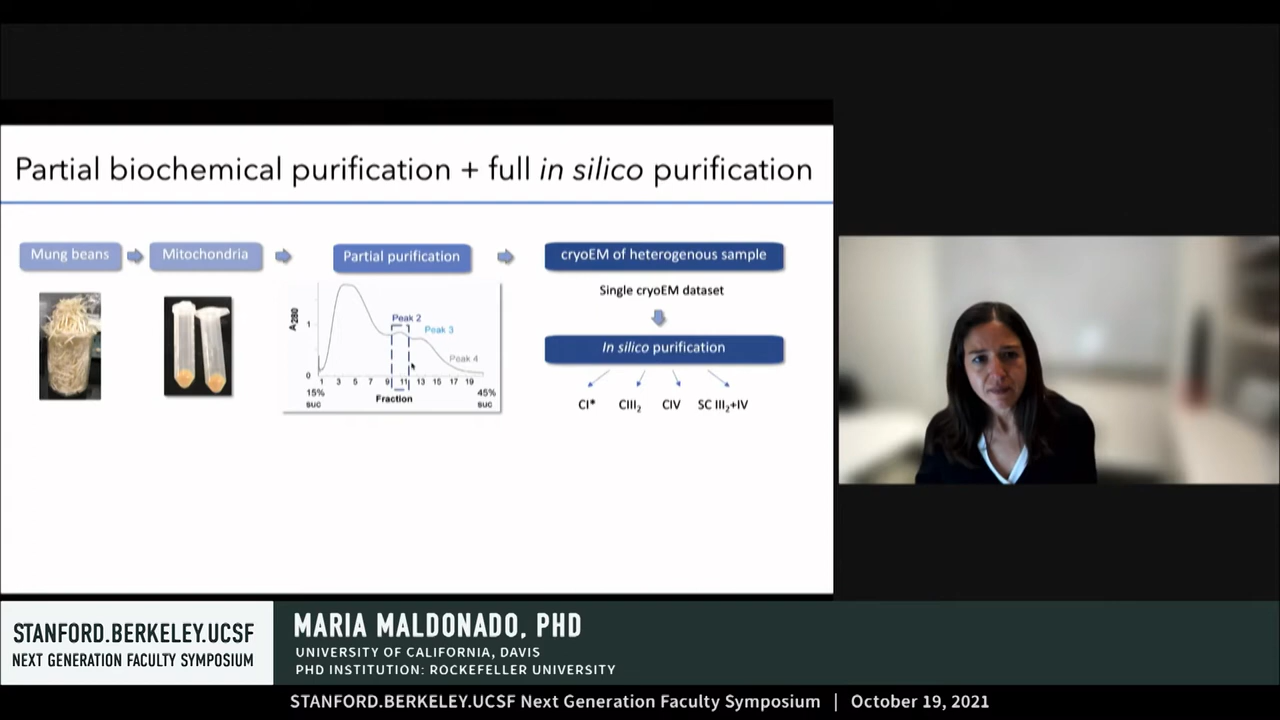 Partial biochemical purification + full in silico purification
Mung beans
Mitochondria
Partial purification
cryoEM of heterogenous sample
Single cryoEM dataset
In silico purification
CI*
CIII₂
CIV
SC III₂+IV
A280
1
0
Peak 2
Peak 3
Peak 4
1 3 5 7 9 11 13 15 17 19
15% suc
Fraction
45% suc
STANFORD.BERKELEY.UCSF
NEXT GENERATION FACULTY SYMPOSIUM
MARIA MALDONADO, PHD
UNIVERSITY OF CALIFORNIA, DAVIS
PHD INSTITUTION: ROCKEFELLER UNIVERSITY
STANFORD.BERKELEY.UCSF Next Generation Faculty Symposium | October 19, 2021